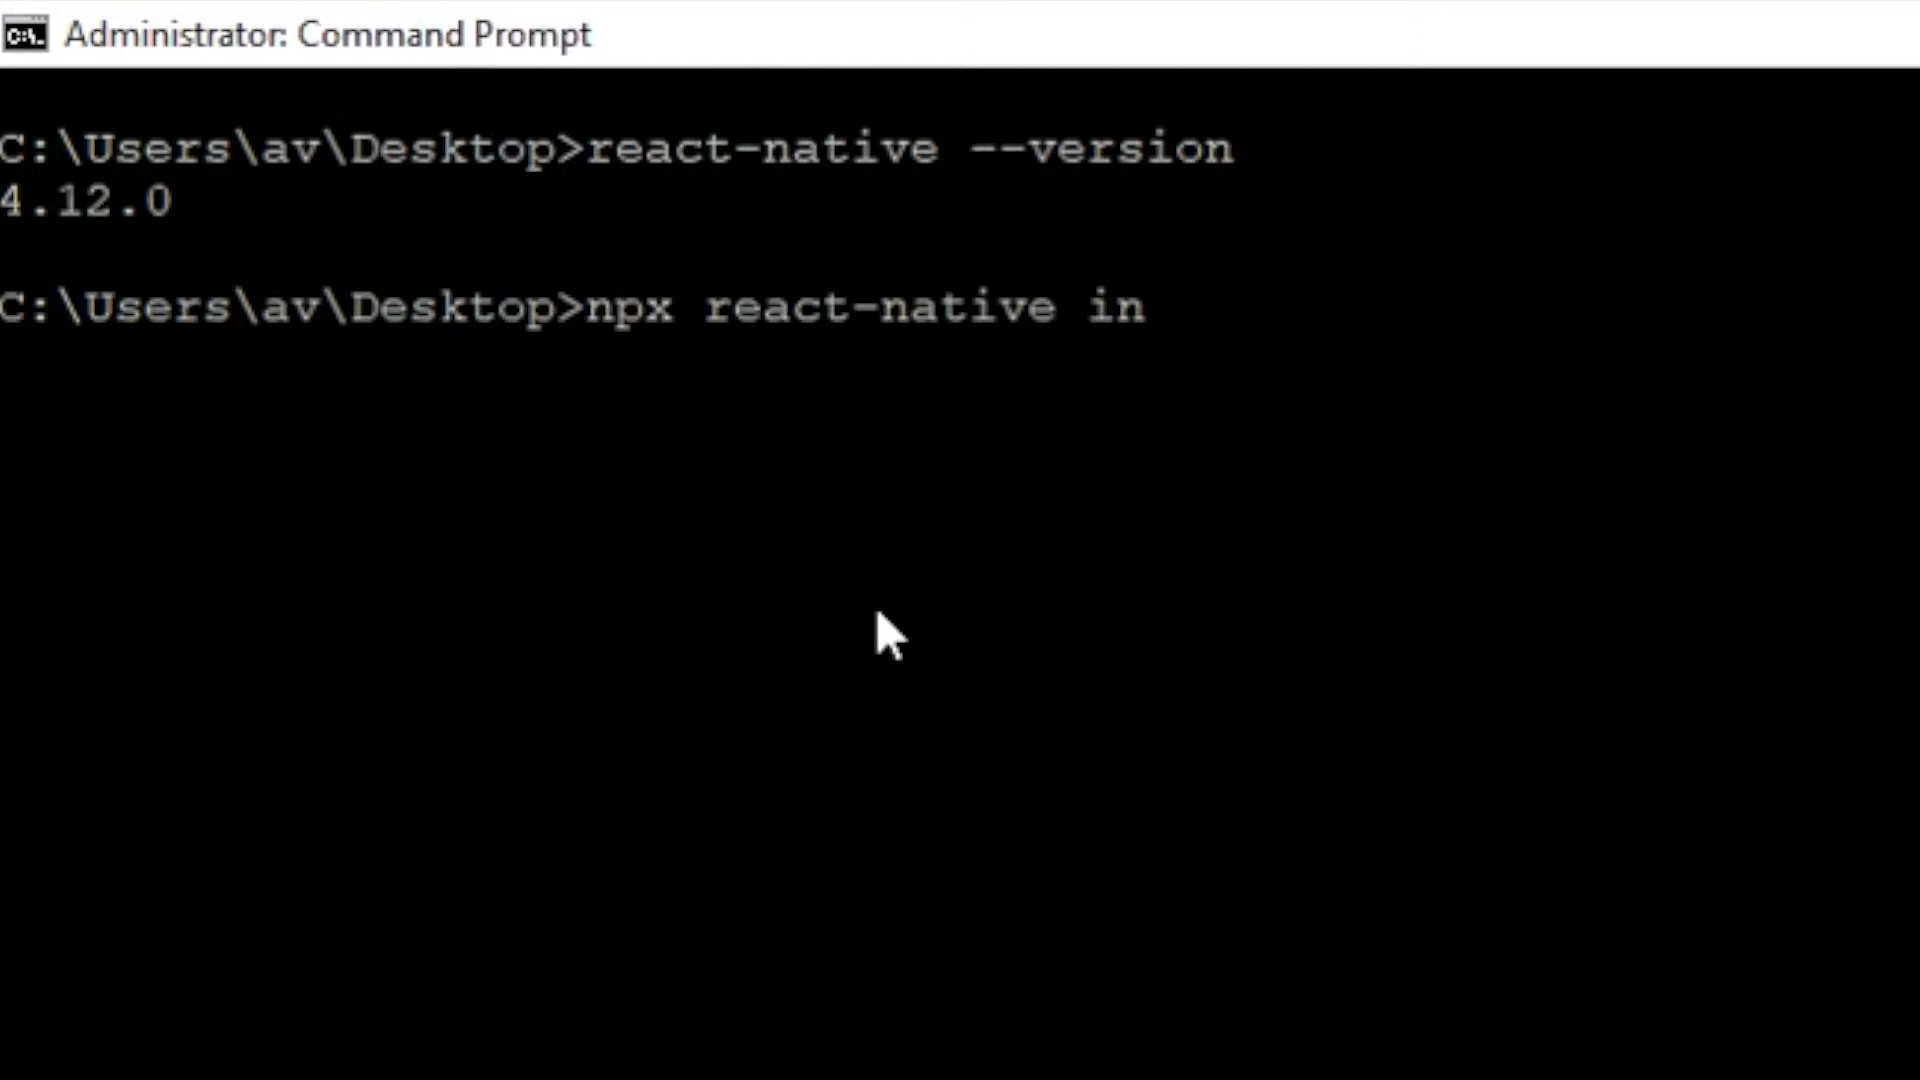 Administrator: Command Prompt
C:\Users\av\Desktop>react-native --version
4.12.0
C:\Users\av\Desktop>npx react-native in